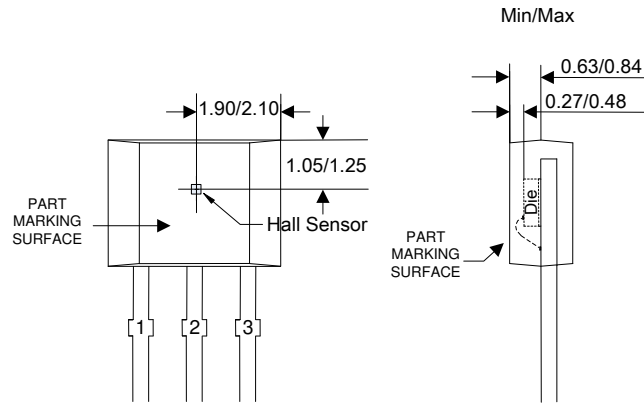 Min/Max
0.63/0.84
0.27/0.48
1.90/2.10
1.05/1.25
PART
MARKING
SURFACE
Hall Sensor
Die
PART
MARKING
SURFACE
1
2
3